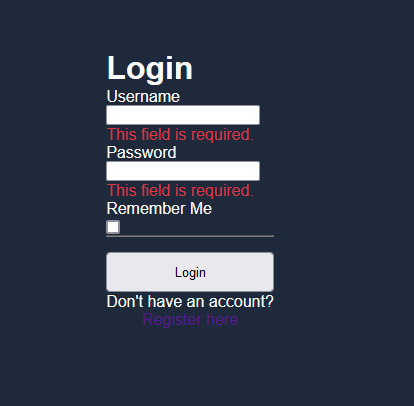 Login
Username
This field is required.
Password
This field is required.
Remember Me
Login
Don't have an account?
Register here